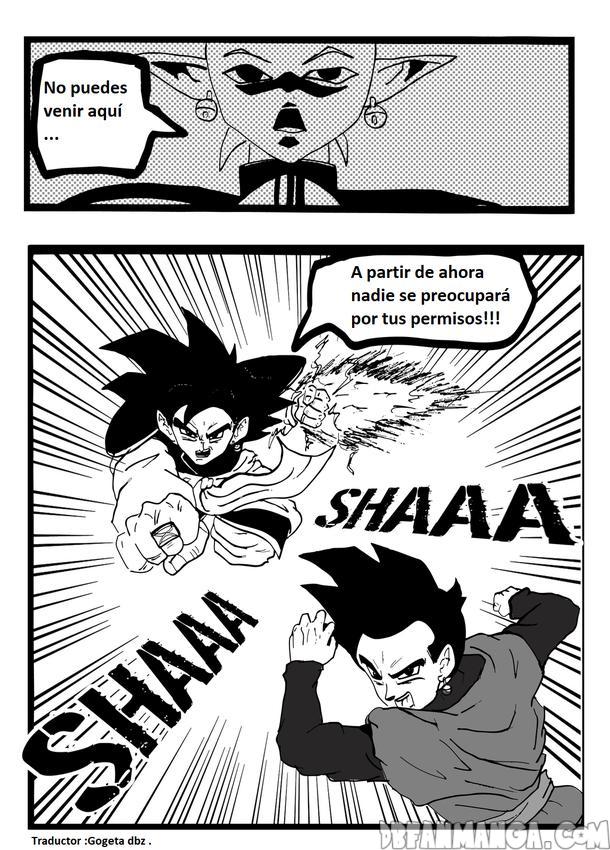 No puedes
venir aquí
...
A partir de ahora
nadie se preocupará
por tus permisos!!!
SHAAA
SHAAA
Traductor :Gogeta dbz .
DBFANMANGA.COM